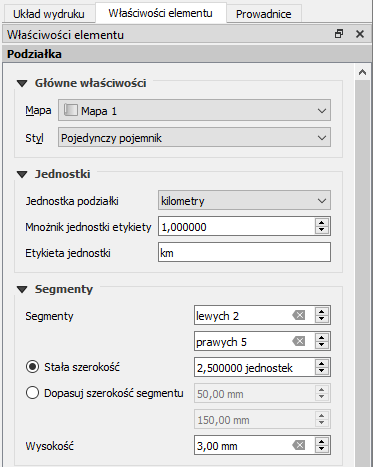 Układ wydruku Właściwości elementu Prowadnice
Właściwości elementu
Podziałka
Główne właściwości
Mapa Mapa 1
Styl Pojedynczy pojemnik
Jednostki
Jednostka podziałki kilometry
Mnożnik jednostki etykiety 1,000000
Etykieta jednostki km
Segmenty
Segmenty lewych 2
prawych 5
Stała szerokość 2,500000 jednostek
Dopasuj szerokość segmentu 50,00 mm
150,00 mm
Wysokość 3,00 mm